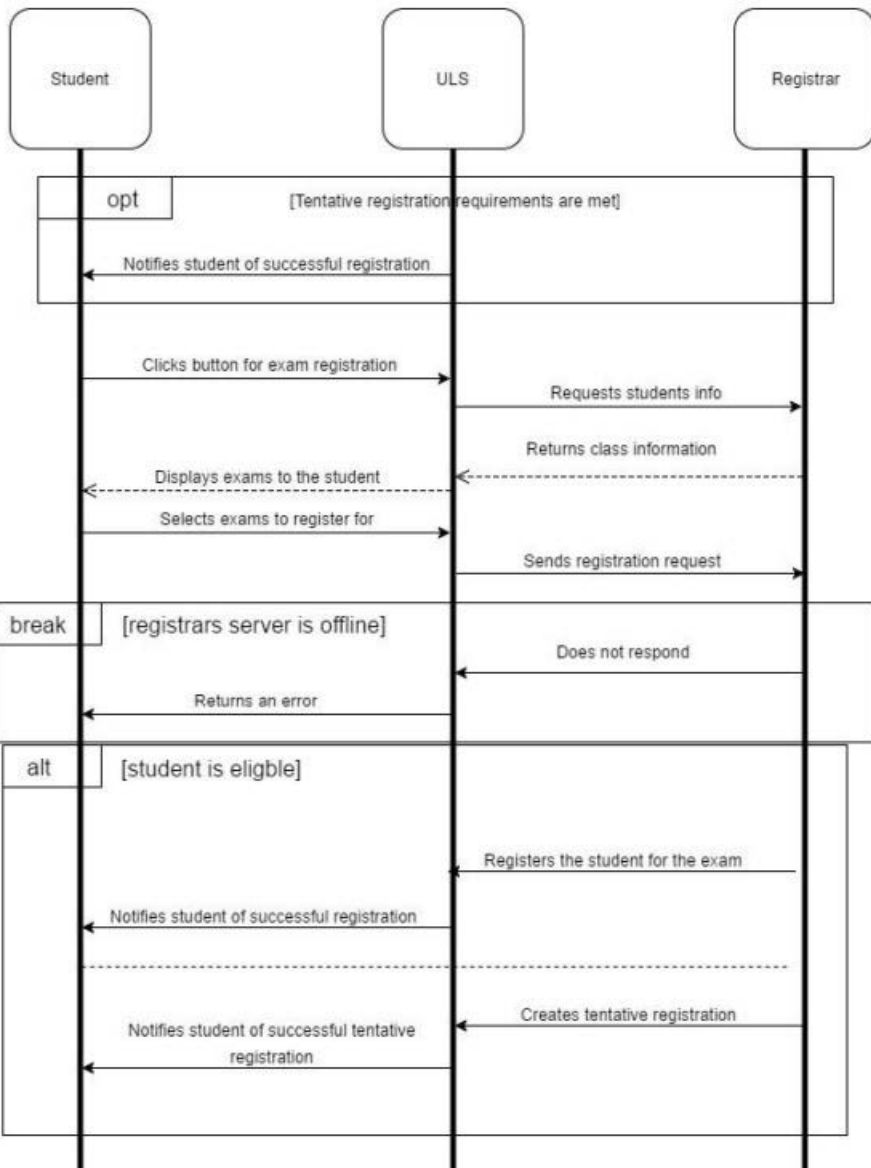 Student
ULS
Registrar
opt
[Tentative registration requirements are met]
Notifies student of successful registration
Clicks button for exam registration
Requests students info
Returns class information
Displays exams to the student
Selects exams to register for
Sends registration request
break
[registrars server is offline]
Does not respond
Returns an error
alt
[student is eligble]
Registers the student for the exam
Notifies student of successful registration
Creates tentative registration
Notifies student of successful tentative
registration